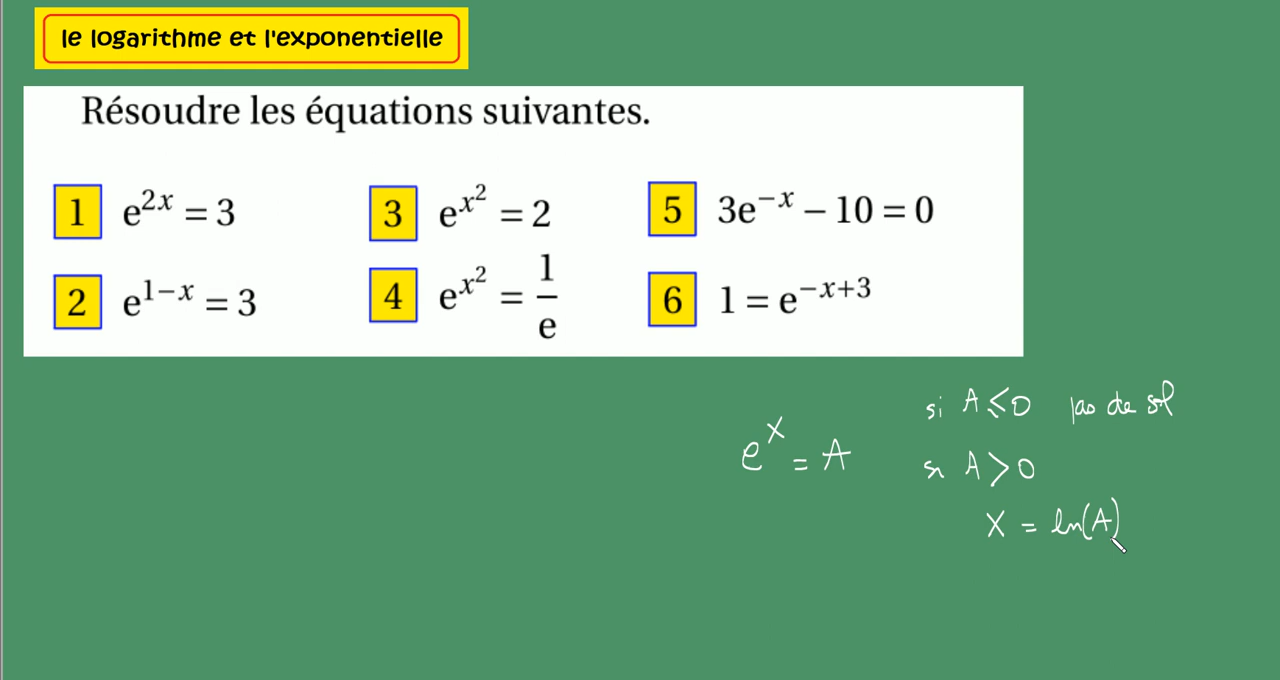 le logarithme et l'exponentielle
Résoudre les équations suivantes.
1 e^{2x} = 3
2 e^{1−x} = 3
3 e^{x^2} = 2
4 e^{x^2} = 1/e
5 3e^{−x} − 10 = 0
6 1 = e^{−x+3}
e^X = A
si A ⩽ 0 pas de sol
si A > 0
X = ln(A)